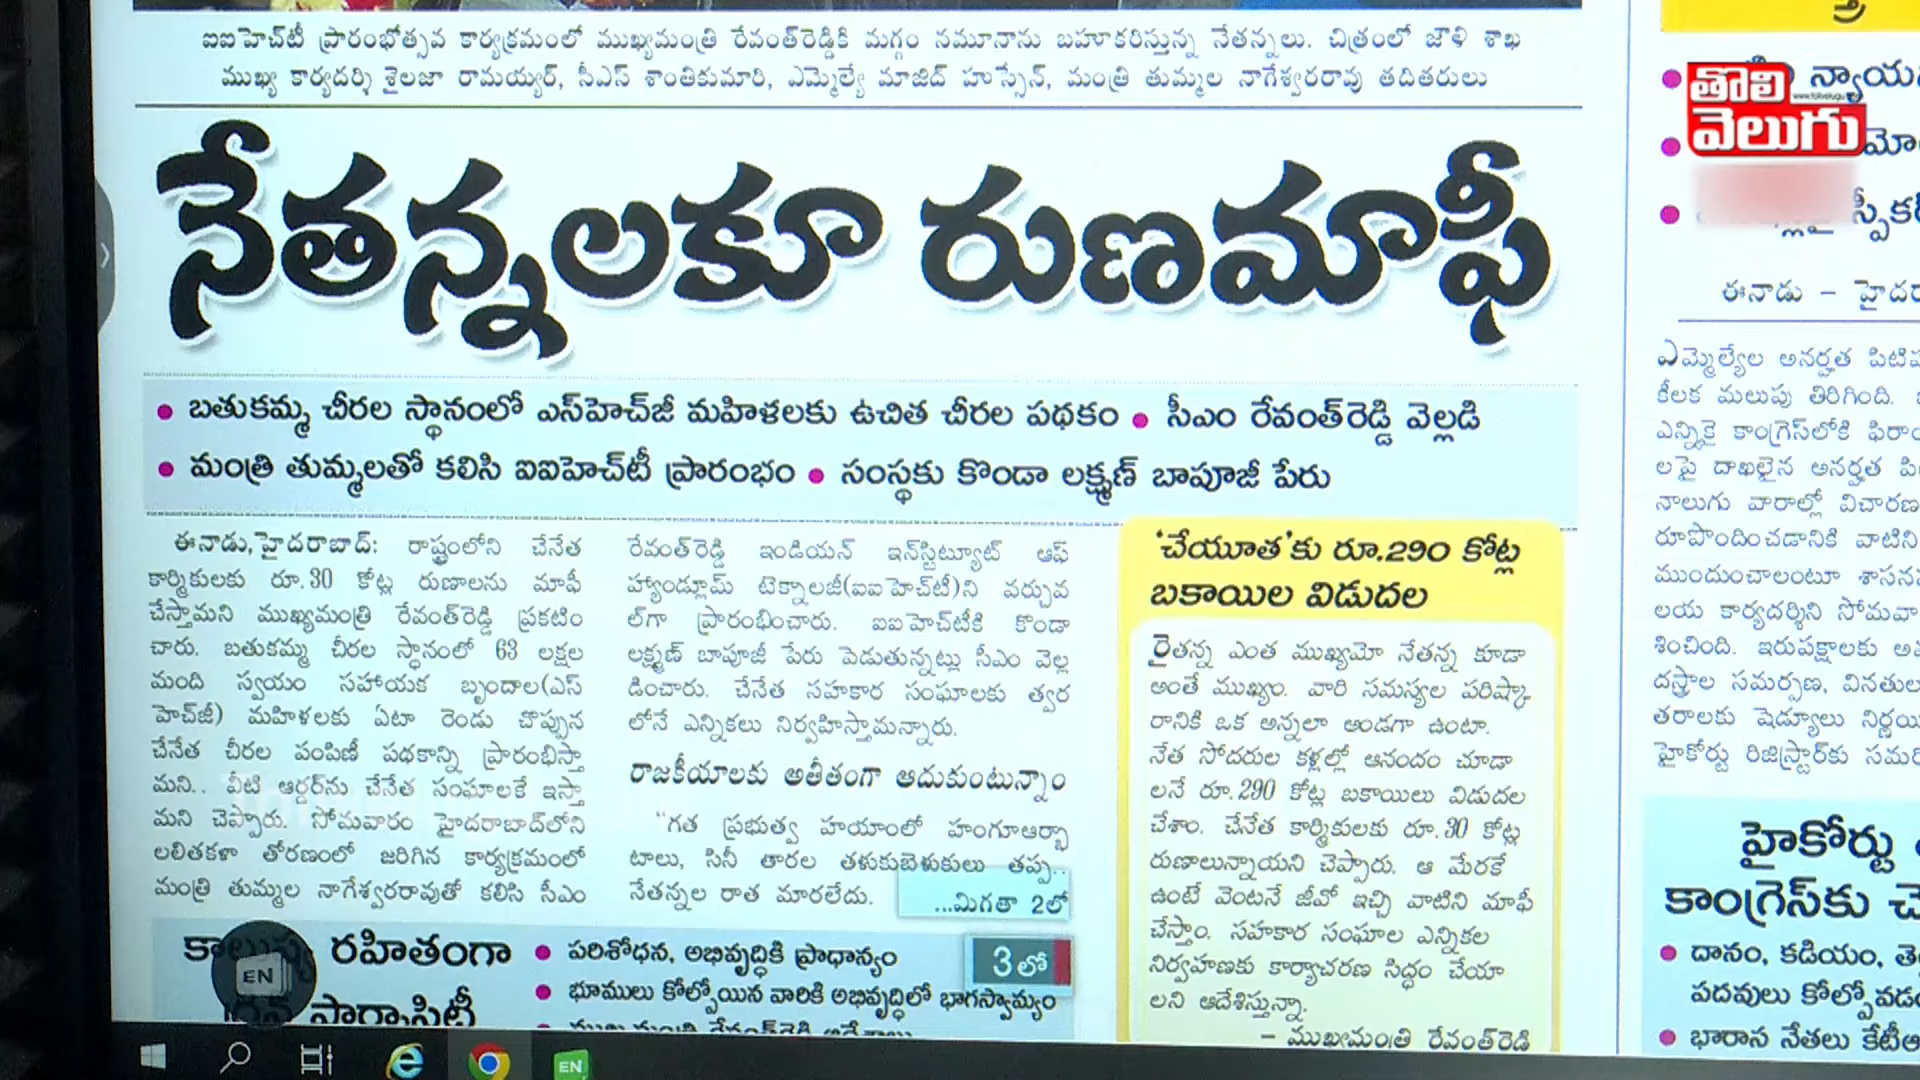 ఐఐహెచ్‌టీ ప్రారంభోత్సవ కార్యక్రమంలో ముఖ్యమంత్రి రేవంత్‌రెడ్డికి మగ్గం నమూనాను బహూకరిస్తున్న నేతన్నలు. చిత్రంలో జౌళి శాఖ
ముఖ్య కార్యదర్శి శైలజా రామయ్యర్, సీఎస్ శాంతికుమారి, ఎమ్మెల్యే మాజిద్ హుస్సేన్, మంత్రి తుమ్మల నాగేశ్వరరావు తదితరులు
నేతన్నలకూ రుణమాఫీ
• బతుకమ్మ చీరల స్థానంలో ఎస్‌హెచ్‌జీ మహిళలకు ఉచిత చీరల పథకం • సీఎం రేవంత్‌రెడ్డి వెల్లడి
• మంత్రి తుమ్మలతో కలిసి ఐఐహెచ్‌టీ ప్రారంభం • సంస్థకు కొండా లక్ష్మణ్ బాపూజీ పేరు
ఈనాడు,హైదరాబాద్: రాష్ట్రంలోని చేనేత
కార్మికులకు రూ.30 కోట్ల రుణాలను మాఫీ
చేస్తామని ముఖ్యమంత్రి రేవంత్‌రెడ్డి ప్రకటిం
చారు. బతుకమ్మ చీరల స్థానంలో 63 లక్షల
మంది స్వయం సహాయక బృందాల(ఎస్
హెచ్‌జీ) మహిళలకు ఏటా రెండు చొప్పున
చేనేత చీరల పంపిణీ పథకాన్ని ప్రారంభిస్తా
మని.. వీటి ఆర్డర్‌ను చేనేత సంఘాలకే ఇస్తా
మని చెప్పారు. సోమవారం హైదరాబాద్‌లోని
లలితకళా తోరణంలో జరిగిన కార్యక్రమంలో
మంత్రి తుమ్మల నాగేశ్వరరావుతో కలిసి సీఎం
రేవంత్‌రెడ్డి ఇండియన్ ఇన్‌స్టిట్యూట్ ఆఫ్
హ్యాండ్లూమ్ టెక్నాలజీ(ఐఐహెచ్‌టీ)ని వర్చువ
ల్‌గా ప్రారంభించారు. ఐఐహెచ్‌టీకి కొండా
లక్ష్మణ్ బాపూజీ పేరు పెడుతున్నట్లు సీఎం వెల్ల
డించారు. చేనేత సహకార సంఘాలకు త్వర
లోనే ఎన్నికలు నిర్వహిస్తామన్నారు.
రాజకీయాలకు అతీతంగా ఆదుకుంటున్నాం
"గత ప్రభుత్వ హయాంలో హంగూఆర్భా
టాలు, సినీ తారల తళుకుబెళుకులు తప్ప..
నేతన్నల రాత మారలేదు.
...మిగతా 2లో
'చేయూత'కు రూ.290 కోట్ల
బకాయిల విడుదల
రైతన్న ఎంత ముఖ్యమో నేతన్న కూడా
అంతే ముఖ్యం. వారి సమస్యల పరిష్కా
రానికి ఒక అన్నలా అండగా ఉంటా.
నేత సోదరుల కళ్లల్లో ఆనందం చూడా
లనే రూ.290 కోట్ల బకాయిలు విడుదల
చేశాం. చేనేత కార్మికులకు రూ.30 కోట్ల
రుణాలున్నాయని చెప్పారు. ఆ మేరకే
ఉంటే వెంటనే జీవో ఇచ్చి వాటిని మాఫీ
చేస్తాం. సహకార సంఘాల ఎన్నికల
నిర్వహణకు కార్యాచరణ సిద్ధం చేయా
లని ఆదేశిస్తున్నా.
– ముఖ్యమంత్రి రేవంత్‌రెడ్డి
రహితంగా
• పరిశోధన, అభివృద్ధికి ప్రాధాన్యం
3లో
• భూములు కోల్పోయిన వారికి అభివృద్ధిలో భాగస్వామ్యం
EN
తొలి
వెలుగు
ఈనాడు – హైదరా
ఎమ్మెల్యేల అనర్హత పిటిష
కీలక మలుపు తిరిగింది.
ఎన్నికై కాంగ్రెస్‌లోకి ఫిరాం
లపై దాఖలైన అనర్హత పి
నాలుగు వారాల్లో విచారణ
రూపొందించడానికి వాటిని
ముందుంచాలంటూ శాసన
లయ కార్యదర్శిని సోమవా
శించింది. ఇరుపక్షాలకు అ
దస్త్రాల సమర్పణ, వినతుల
తరాలకు షెడ్యూలు నిర్ణయి
హైకోర్టు రిజిస్ట్రార్‌కు సమ
హైకోర్టు
కాంగ్రెస్‌కు
• దానం, కడియం,
పదవులు కోల్పోవడం
• భారాస నేతలు కేటీఆ
EN